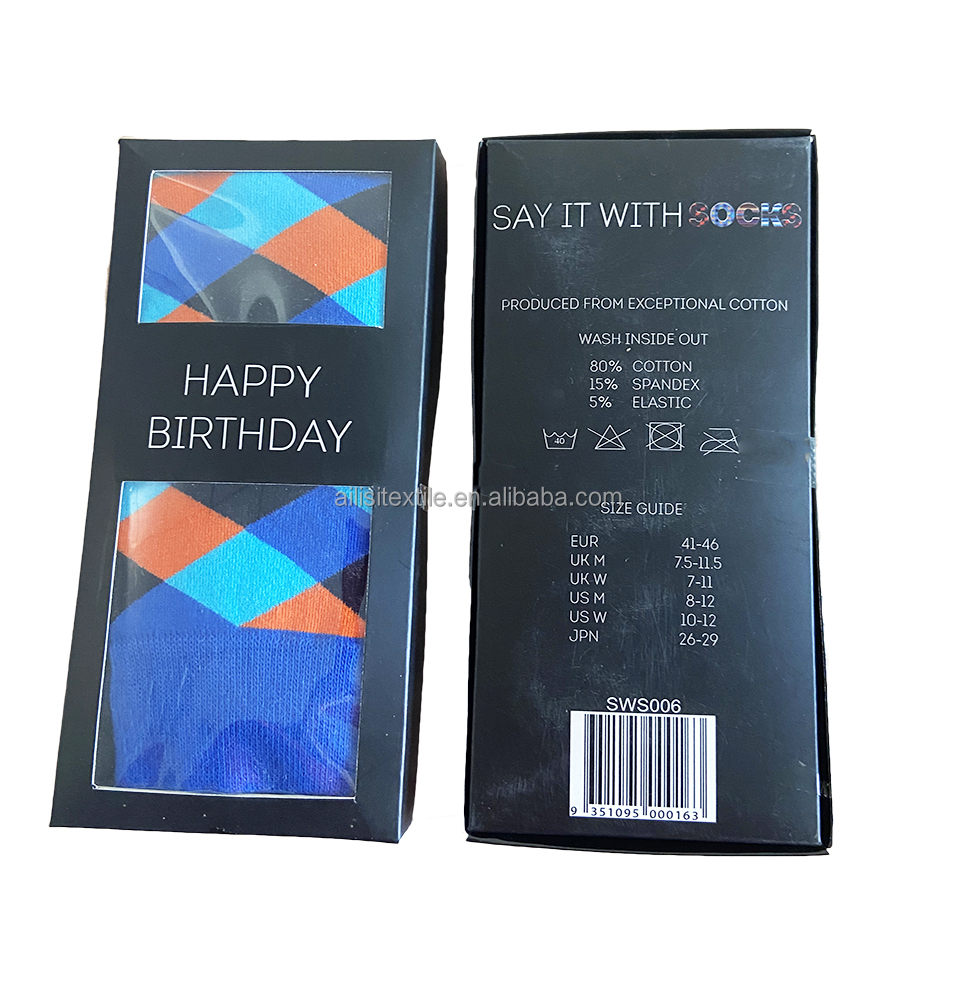 HAPPY
BIRTHDAY
SAY IT WITH SOCKS
PRODUCED FROM EXCEPTIONAL COTTON
WASH INSIDE OUT
80% COTTON
15% SPANDEX
5% ELASTIC
40
ailisitextile.en.alibaba.com
SIZE GUIDE
EUR 41-46
UK M 7.5-11.5
UK W 7-11
US M 8-12
US W 10-12
JPN 26-29
SWS006
9 351095 000163